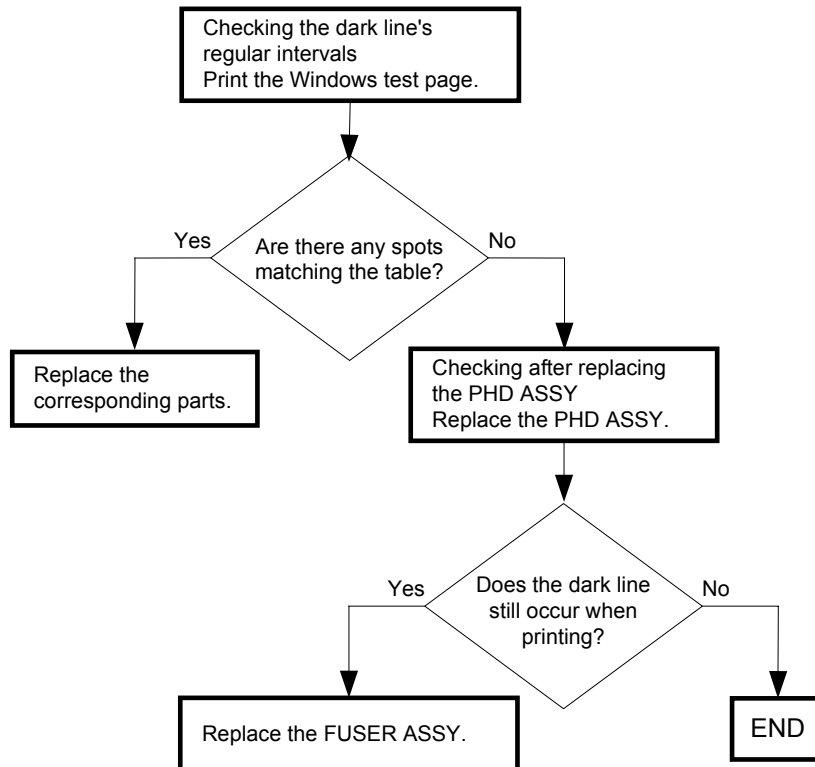 Checking the dark line's
regular intervals
Print the Windows test page.
Yes
Are there any spots
matching the table?
No
Replace the
corresponding parts.
Checking after replacing
the PHD ASSY
Replace the PHD ASSY.
Yes
Does the dark line
still occur when
printing?
No
Replace the FUSER ASSY.
END